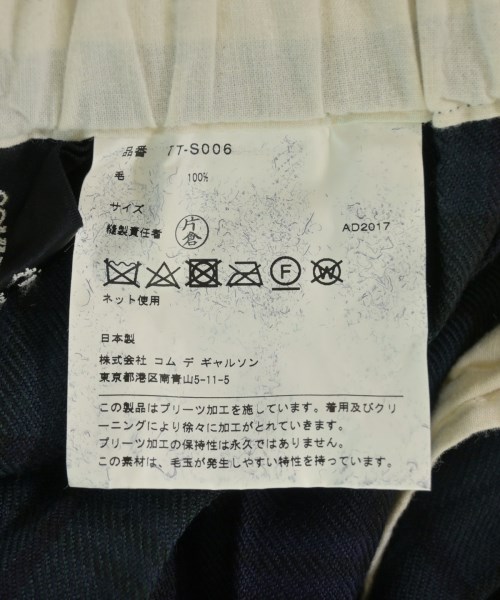 品番 IT-S006
毛 100%
サイズ
縫製責任者 片倉 AD2017
F W
ネット使用
日本製
株式会社 コム デ ギャルソン
東京都港区南青山5-11-5
この製品はプリーツ加工を施しています。着用及びクリ
ーニングにより徐々に加工がとれていきます。
プリーツ加工の保持性は永久ではありません。
この素材は、毛玉が発生しやすい特性を持っています。